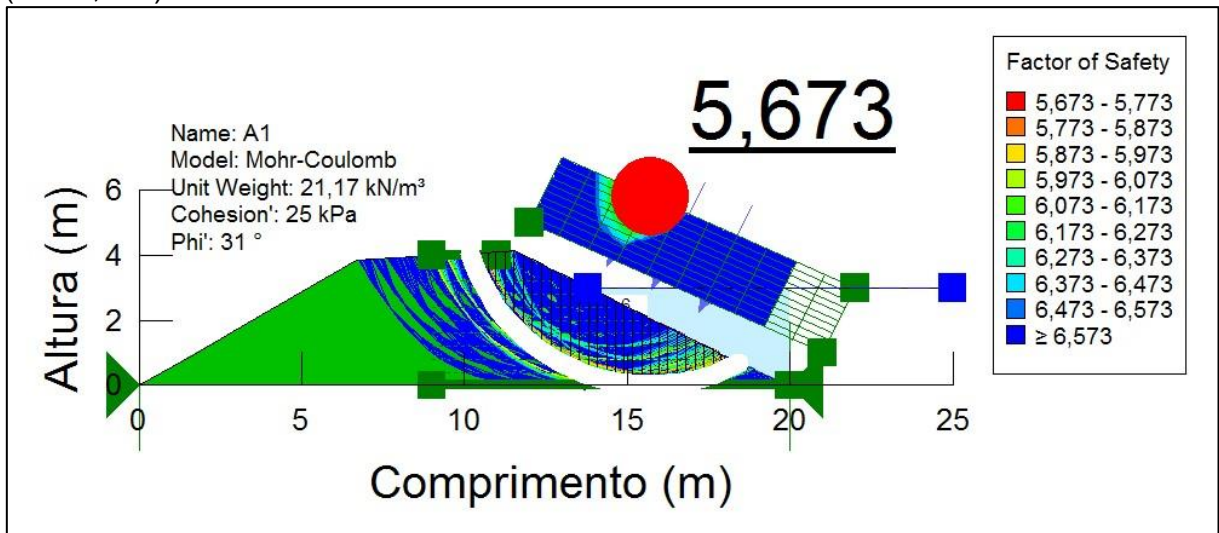 5,673
Name: A1
Model: Mohr-Coulomb
Unit Weight: 21,17 kN/m³
Cohesion': 25 kPa
Phi': 31 °
Altura (m)
6
4
2
0
0 5 10 15 20 25
Comprimento (m)
Factor of Safety
5,673 - 5,773
5,773 - 5,873
5,873 - 5,973
5,973 - 6,073
6,073 - 6,173
6,173 - 6,273
6,273 - 6,373
6,373 - 6,473
6,473 - 6,573
≥ 6,573